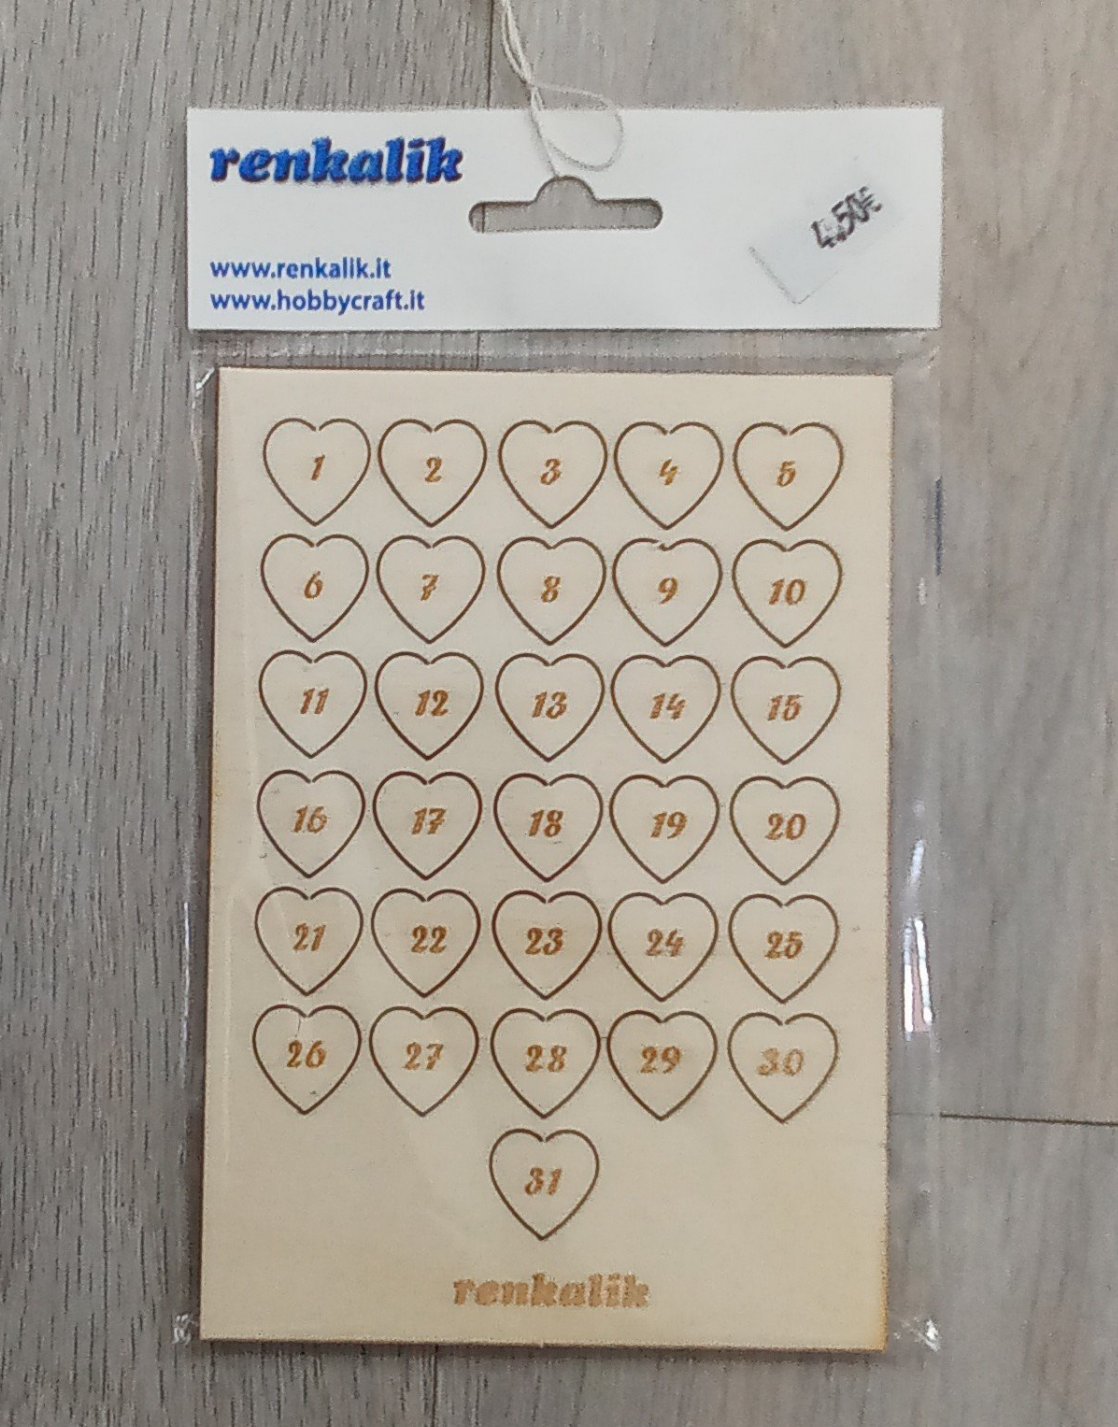 renkalik
4,50€
www.renkalik.it
www.hobbycraft.it
1 2 3 4 5
6 7 8 9 10
11 12 13 14 15
16 17 18 19 20
21 22 23 24 25
26 27 28 29 30
31
renkalik